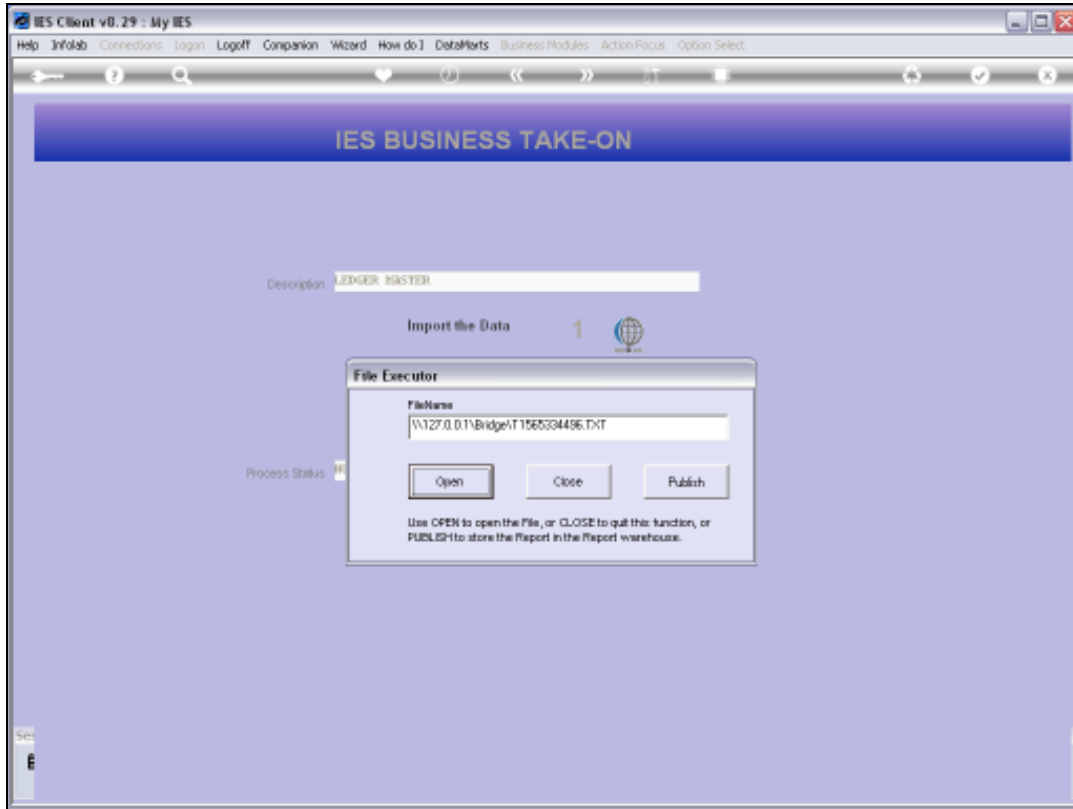 IES Client v8.29 : My IES
Help Infolab Connections Logon Logoff Companion Wizard How do I DataMarts Business Modules Action Focus Option Select
IES BUSINESS TAKE-ON
Description LEDGER MASTER
Import the Data 1
File Executor
FileName
\\127.0.0.1\Bridge\T1565334496.TXT
Process Status
Open Close Publish
Use OPEN to open the File, or CLOSE to quit this function, or
PUBLISH to store the Report in the Report warehouse.